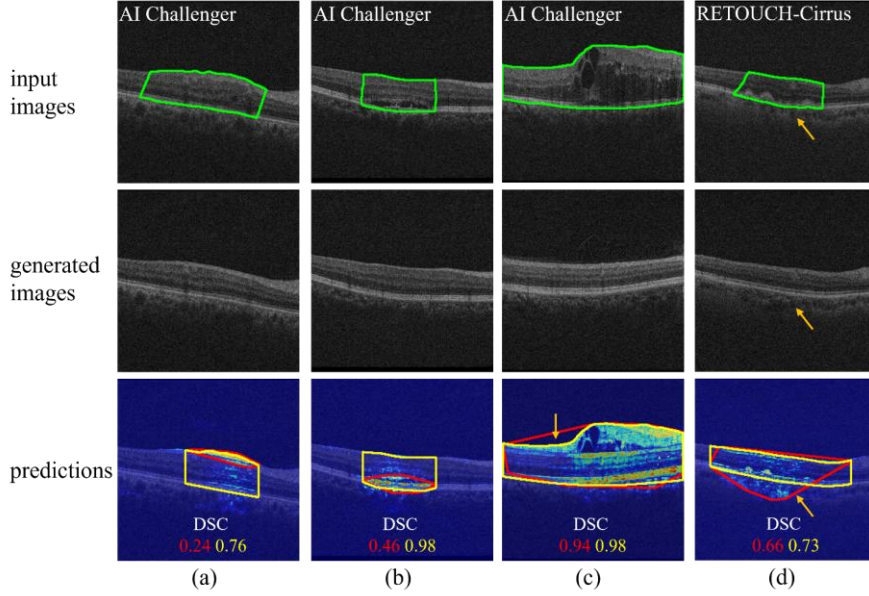 AI Challenger AI Challenger AI Challenger RETOUCH-Cirrus
input
images
generated
images
predictions
DSC DSC DSC DSC
0.24 0.76 0.46 0.98 0.94 0.98 0.66 0.73
(a) (b) (c) (d)